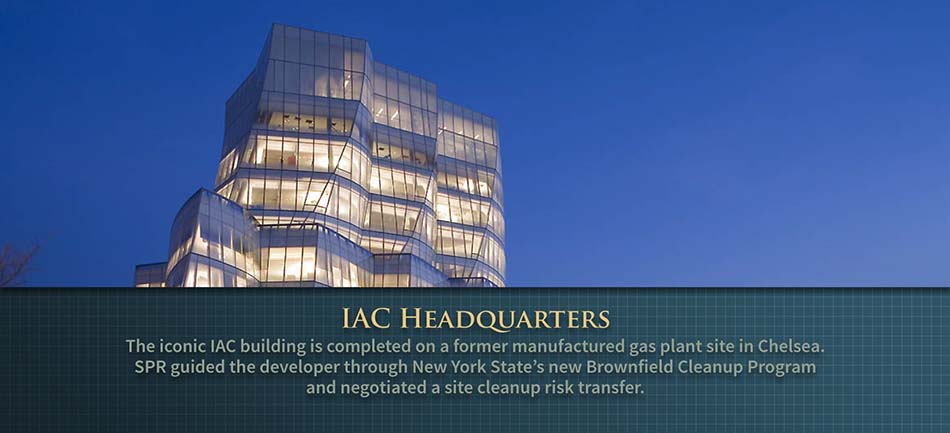 IAC Headquarters
The iconic IAC building is completed on a former manufactured gas plant site in Chelsea.
SPR guided the developer through New York State’s new Brownfield Cleanup Program
and negotiated a site cleanup risk transfer.